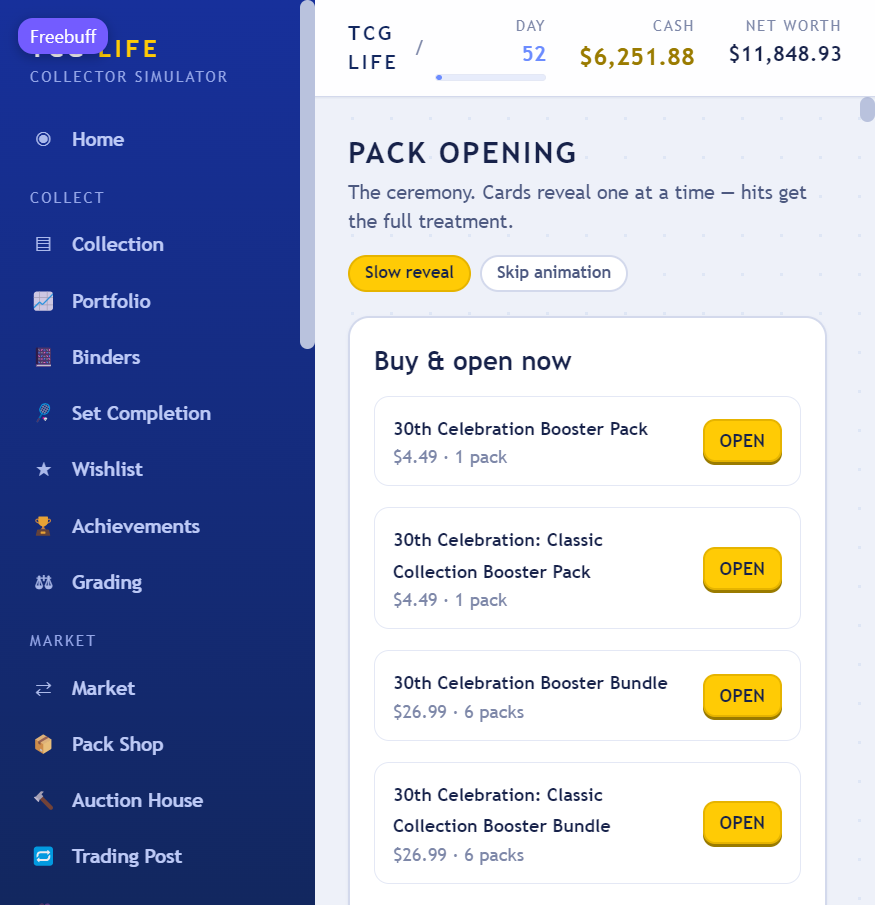 Freebuff
LIFE
COLLECTOR SIMULATOR
Home
COLLECT
Collection
Portfolio
Binders
Set Completion
Wishlist
Achievements
Grading
MARKET
Market
Pack Shop
Auction House
Trading Post
TCG
LIFE
/
DAY
52
CASH
$6,251.88
NET WORTH
$11,848.93
PACK OPENING
The ceremony. Cards reveal one at a time — hits get
the full treatment.
Slow reveal
Skip animation
Buy & open now
30th Celebration Booster Pack
$4.49 · 1 pack
OPEN
30th Celebration: Classic
Collection Booster Pack
$4.49 · 1 pack
OPEN
30th Celebration Booster Bundle
$26.99 · 6 packs
OPEN
30th Celebration: Classic
Collection Booster Bundle
$26.99 · 6 packs
OPEN